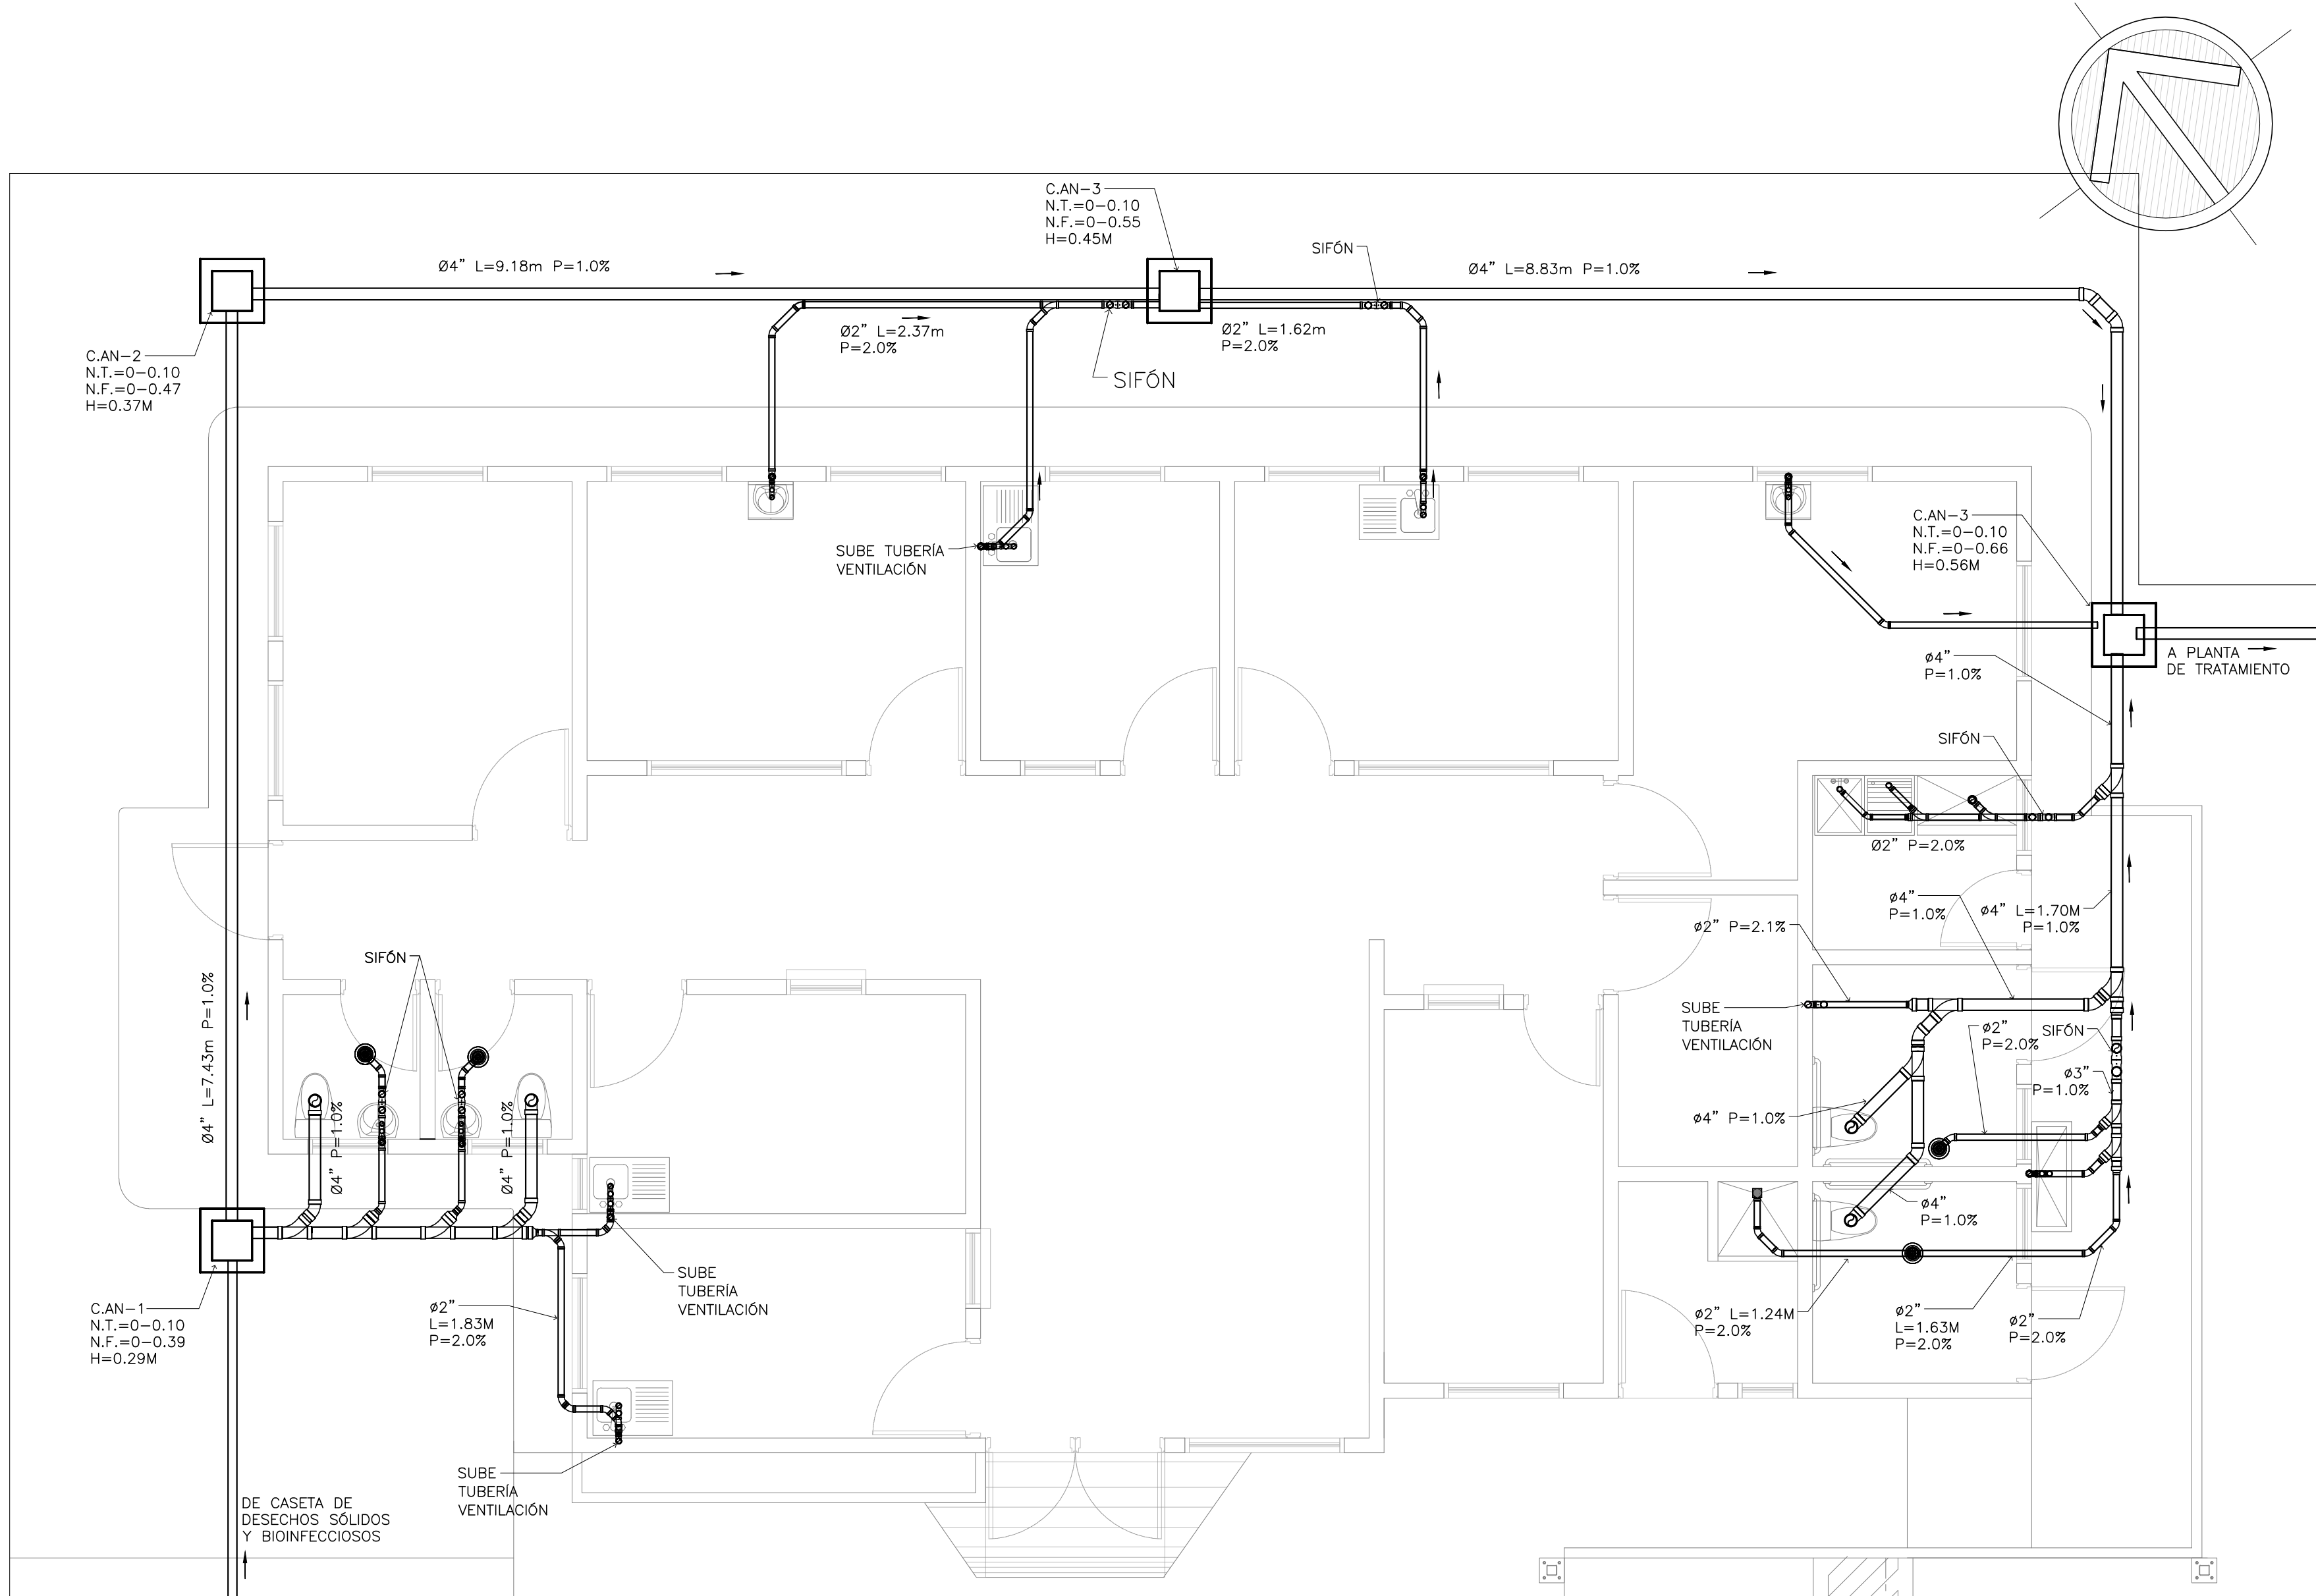 C.AN-3
N.T.=0-0.10
N.F.=0-0.55
H=0.45M
SIFÓN
Ø4" L=9.18m P=1.0%
Ø4" L=8.83m P=1.0%
Ø2" L=2.37m
P=2.0%
Ø2" L=1.62m
P=2.0%
SIFÓN
C.AN-2
N.T.=0-0.10
N.F.=0-0.47
H=0.37M
SUBE TUBERÍA
VENTILACIÓN
C.AN-3
N.T.=0-0.10
N.F.=0-0.66
H=0.56M
A PLANTA
DE TRATAMIENTO
ø4"
P=1.0%
SIFÓN
Ø2" P=2.0%
ø4"
P=1.0%
ø4" L=1.70M
P=1.0%
ø2" P=2.1%
SUBE
TUBERÍA
VENTILACIÓN
ø2"
P=2.0%
SIFÓN
ø3"
P=1.0%
ø4" P=1.0%
ø4"
P=1.0%
SIFÓN
Ø4" L=7.43m P=1.0%
Ø4" P=1.0%
Ø4" P=1.0%
SUBE
TUBERÍA
VENTILACIÓN
C.AN-1
N.T.=0-0.10
N.F.=0-0.39
H=0.29M
ø2"
L=1.83M
P=2.0%
ø2" L=1.24M
P=2.0%
ø2"
L=1.63M
P=2.0%
ø2"
P=2.0%
SUBE
TUBERÍA
VENTILACIÓN
DE CASETA DE
DESECHOS SÓLIDOS
Y BIOINFECCIOSOS